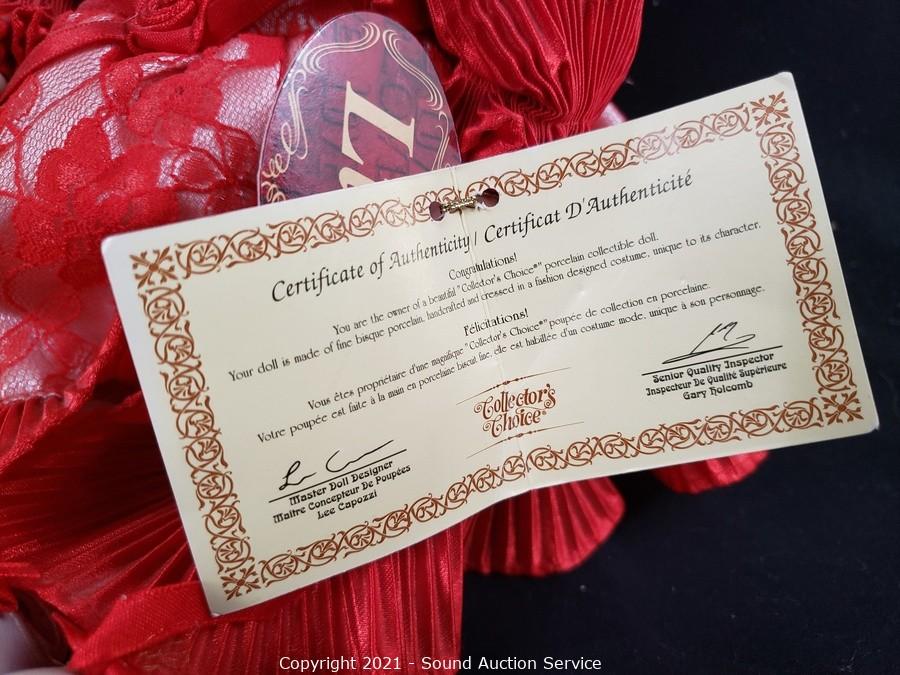 Certificate of Authenticity / Certificat D'Authenticité
Congratulations!
You are the owner of a beautiful "Collector's Choice®" porcelain collectible doll.
Your doll is made of fine bisque porcelain, handcrafted and dressed in a fashion designed costume, unique to its character.
Félicitations!
Vous êtes propriétaire d'une magnifique "Collector's Choice®" poupée de collection en porcelaine.
Votre poupée est faite à la main en porcelaine biscuit fine, elle est habillée d'un costume mode, unique à son personnage.
Collector's
Choice®
Master Doll Designer
Maitre Concepteur De Poupées
Lee Capozzi
Senior Quality Inspector
Inspecteur De Qualité Supérieure
Gary Holcomb
Copyright 2021 - Sound Auction Service